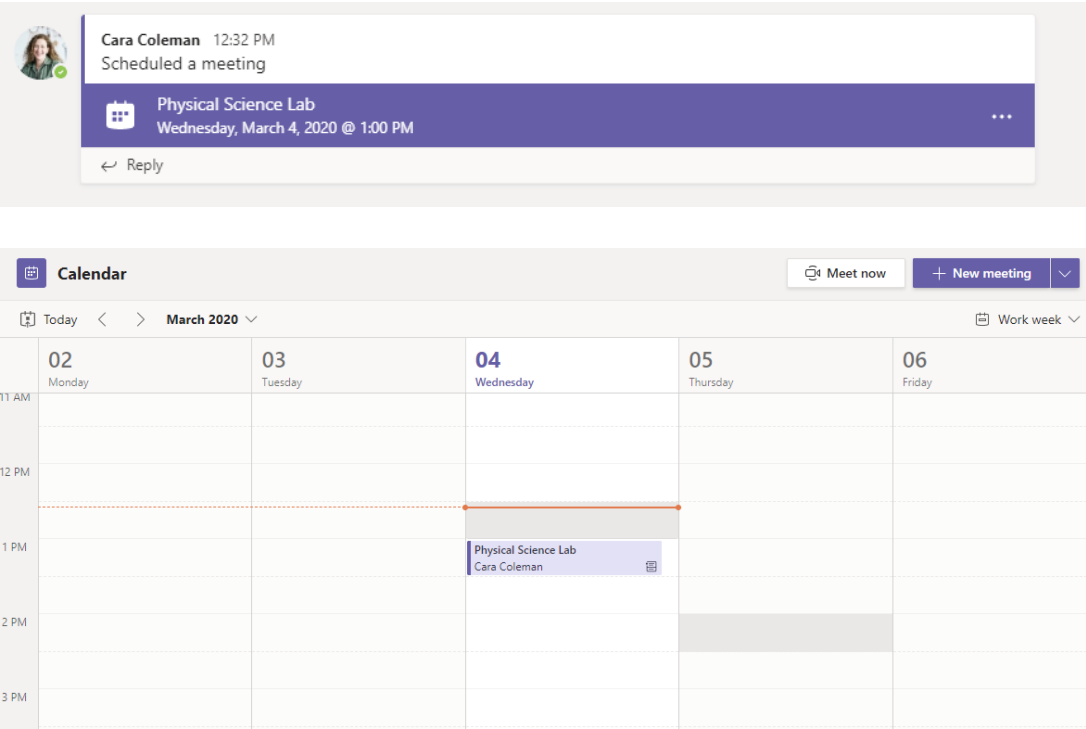 Cara Coleman 12:32 PM
Scheduled a meeting
Physical Science Lab
Wednesday, March 4, 2020 @ 1:00 PM
Reply
Calendar
Meet now
New meeting
Today
March 2020
Work week
02
Monday
03
Tuesday
04
Wednesday
05
Thursday
06
Friday
11 AM
12 PM
1 PM
Physical Science Lab
Cara Coleman
2 PM
3 PM